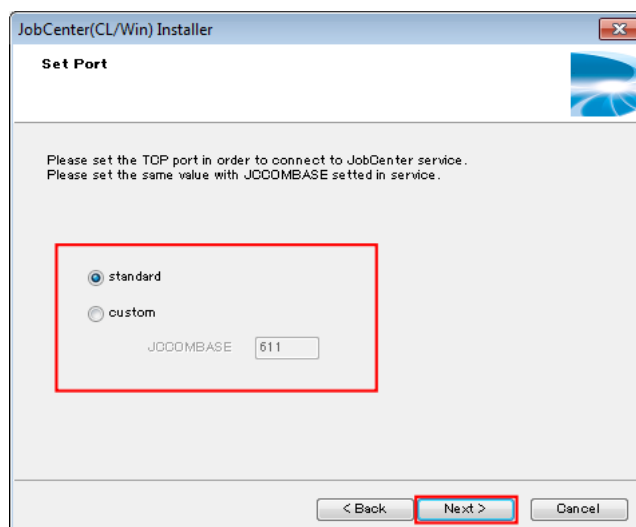 JobCenter(CL/Win) Installer
Set Port
Please set the TCP port in order to connect to JobCenter service.
Please set the same value with JCCOMBASE setted in service.
standard
custom
JCCOMBASE 611
< Back Next > Cancel